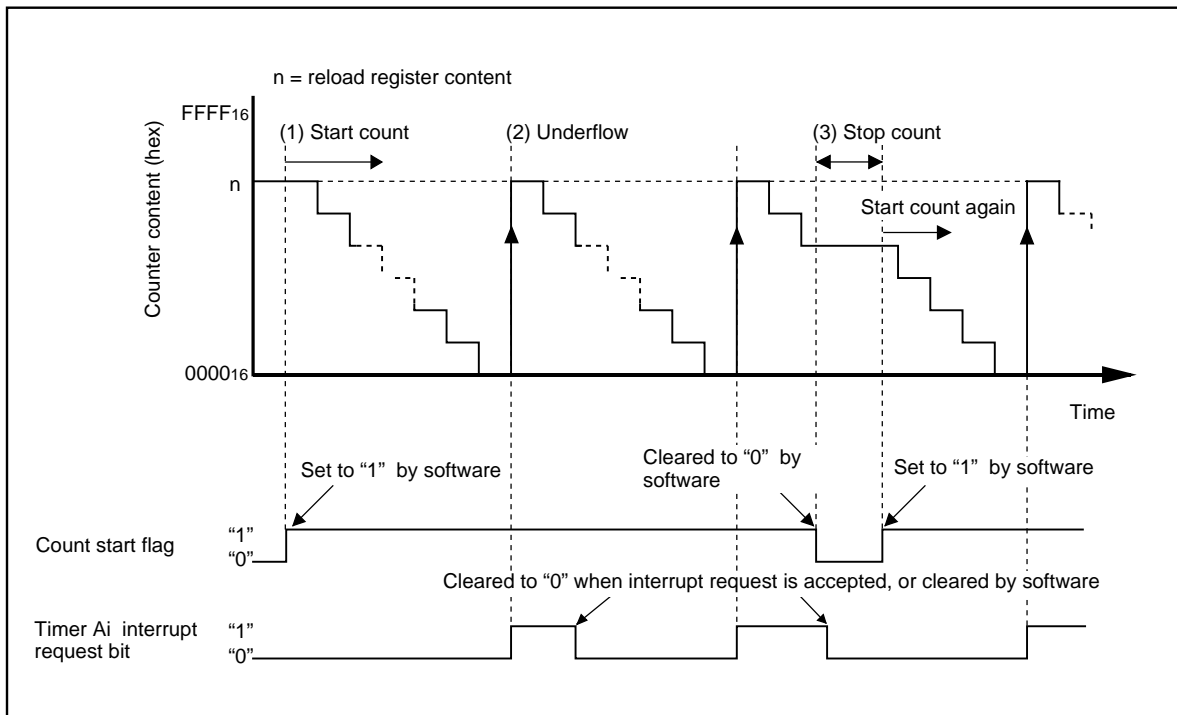 n = reload register content
FFFF16
(1) Start count
(2) Underflow
(3) Stop count
Counter content (hex)
n
Start count again
000016
Time
Set to “1” by software
Cleared to “0” by
software
Set to “1” by software
Count start flag
“1”
“0”
Cleared to “0” when interrupt request is accepted, or cleared by software
Timer Ai interrupt
request bit
“1”
“0”